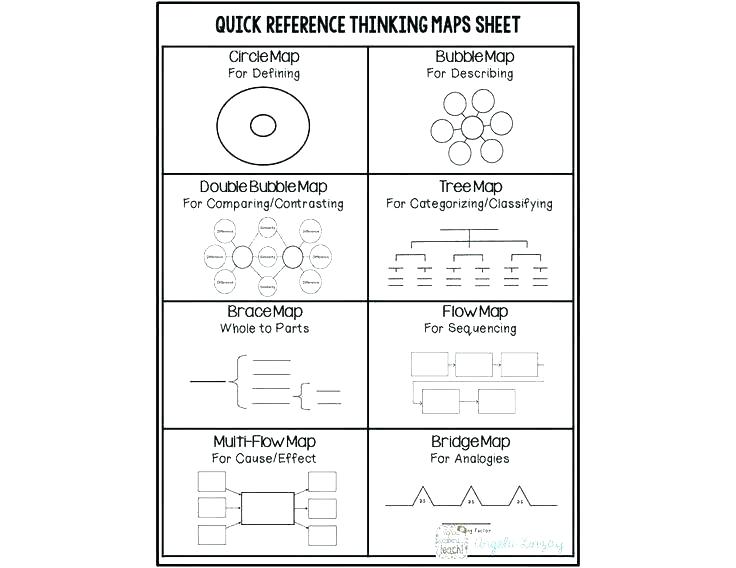 QUICK REFERENCE THINKING MAPS SHEET
Circle Map
For Defining
Bubble Map
For Describing
Double Bubble Map
For Comparing/Contrasting
Difference
Similarity
Difference
Difference
Similarity
Difference
Difference
Similarity
Difference
Tree Map
For Categorizing/Classifying
Brace Map
Whole to Parts
Flow Map
For Sequencing
Multi-Flow Map
For Cause/Effect
Bridge Map
For Analogies
as
as
as
Factor
teach!
Angela